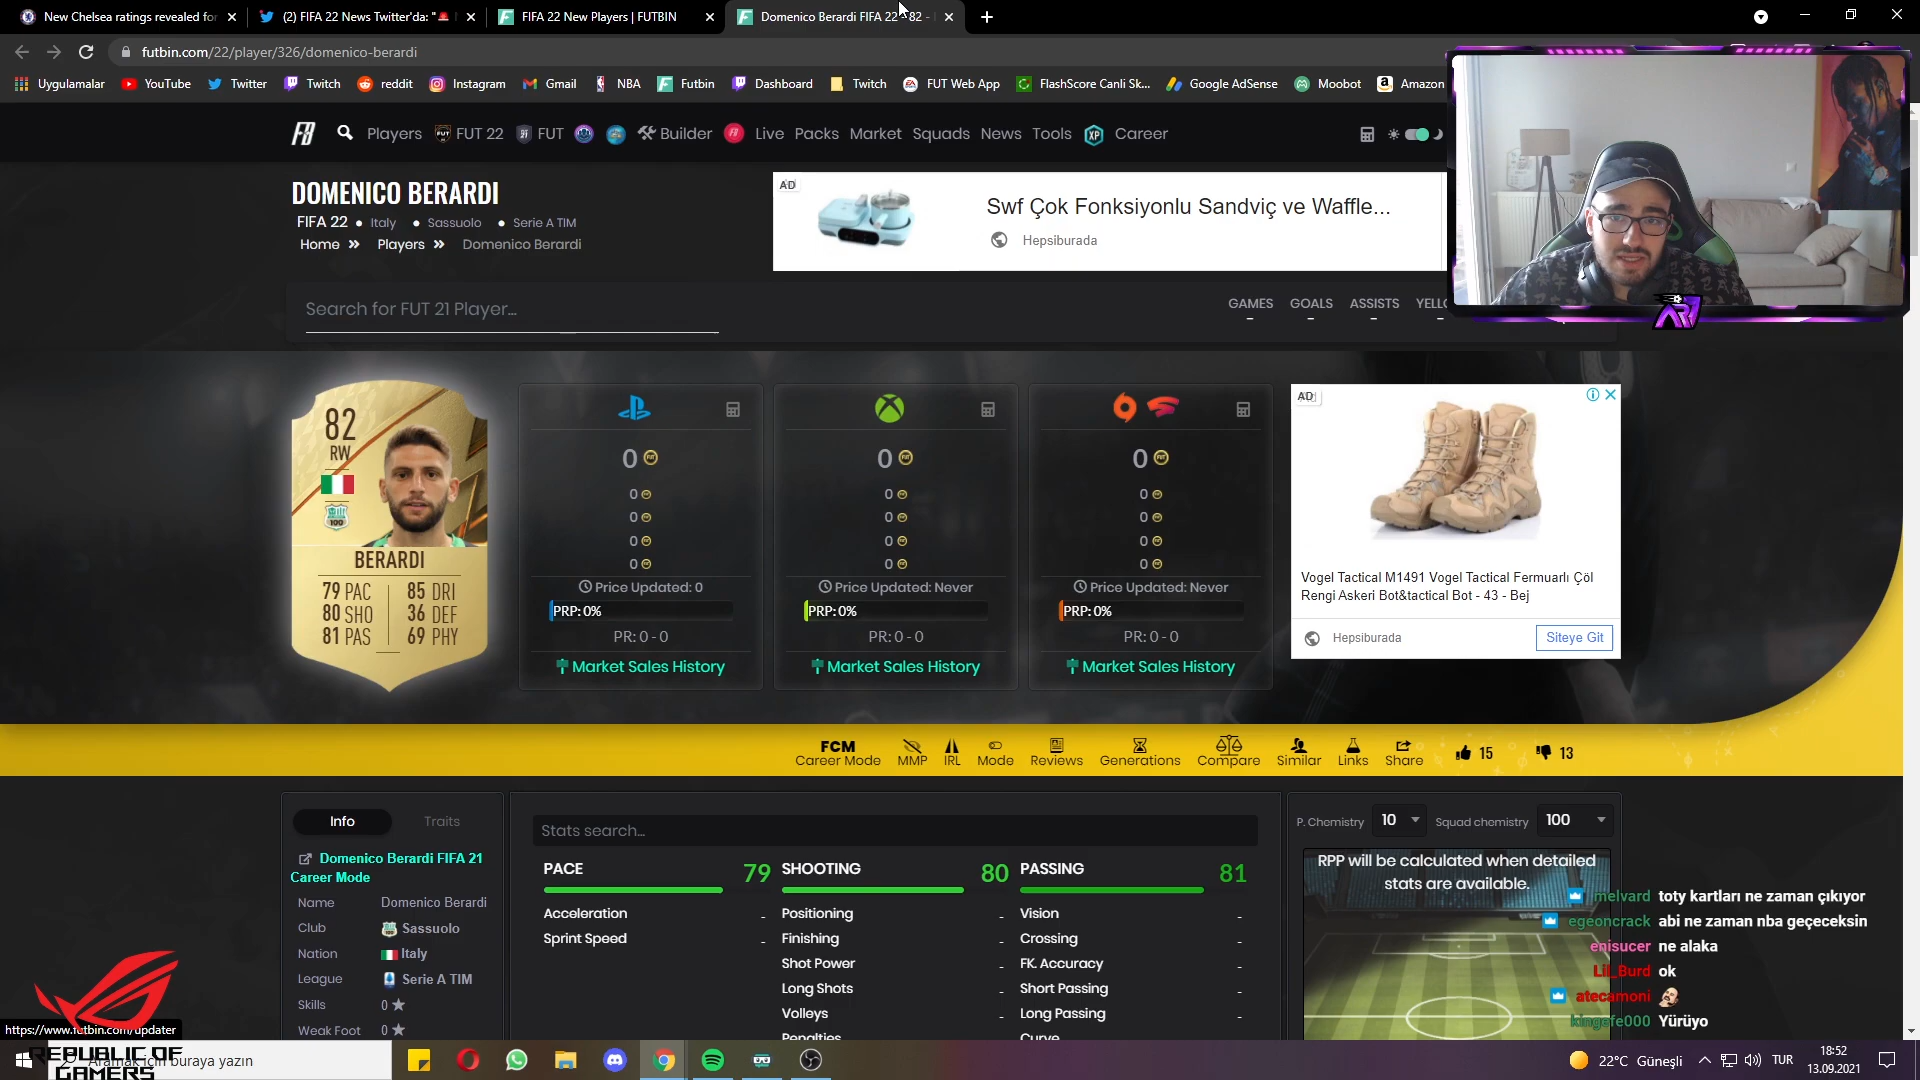 New Chelsea ratings revealed for
(2) FIFA 22 News Twitter'da: "
FIFA 22 New Players | FUTBIN
Domenico Berardi FIFA 22 - 82 -
futbin.com/22/player/326/domenico-berardi
Uygulamalar
YouTube
Twitter
Twitch
reddit
Instagram
Gmail
NBA
Futbin
Dashboard
Twitch
FUT Web App
FlashScore Canli Sk...
Google AdSense
Moobot
Amazon
Players
FUT 22
FUT
Builder
Live
Packs
Market
Squads
News
Tools
XP
Career
DOMENICO BERARDI
FIFA 22 • Italy • Sassuolo • Serie A TIM
Home » Players » Domenico Berardi
AD
Swf Çok Fonksiyonlu Sandviç ve Waffle...
Hepsiburada
Search for FUT 21 Player...
GAMES
-
GOALS
-
ASSISTS
-
82
RW
BERARDI
79 PAC 85 DRI
80 SHO 36 DEF
81 PAS 69 PHY
0
0
0
0
0
Price Updated: 0
PRP: 0%
PR: 0 - 0
Market Sales History
0
0
0
0
0
Price Updated: Never
PRP: 0%
PR: 0 - 0
Market Sales History
0
0
0
0
0
Price Updated: Never
PRP: 0%
PR: 0 - 0
Market Sales History
AD
Vogel Tactical M1491 Vogel Tactical Fermuarlı Çöl
Rengi Askeri Bot&tactical Bot - 43 - Bej
Hepsiburada
Siteye Git
FCM
Career Mode
MMP
IRL
Mode
Reviews
Generations
Compare
Similar
Links
Share
15
13
Info
Traits
Domenico Berardi FIFA 21
Career Mode
Name Domenico Berardi
Club Sassuolo
Nation Italy
League Serie A TIM
Skills 0
Weak Foot 0
Stats search...
PACE 79
Acceleration -
Sprint Speed -
SHOOTING 80
Positioning -
Finishing -
Shot Power -
Long Shots -
Volleys -
Penalties
PASSING 81
Vision -
Crossing -
FK. Accuracy -
Short Passing -
Long Passing -
Curve
P. Chemistry 10
Squad chemistry 100
RPP will be calculated when detailed
stats are available.
melvard toty kartları ne zaman çıkıyor
egeoncrack abi ne zaman nba geçeceksin
enisucer ne alaka
Lil_Burd ok
atecamoni
kingefe000 Yürüyo
https://www.futbin.com/updater
REPUBLIC OF
GAMERS
Aramak için buraya yazın
22°C Güneşli
TUR
18:52
13.09.2021